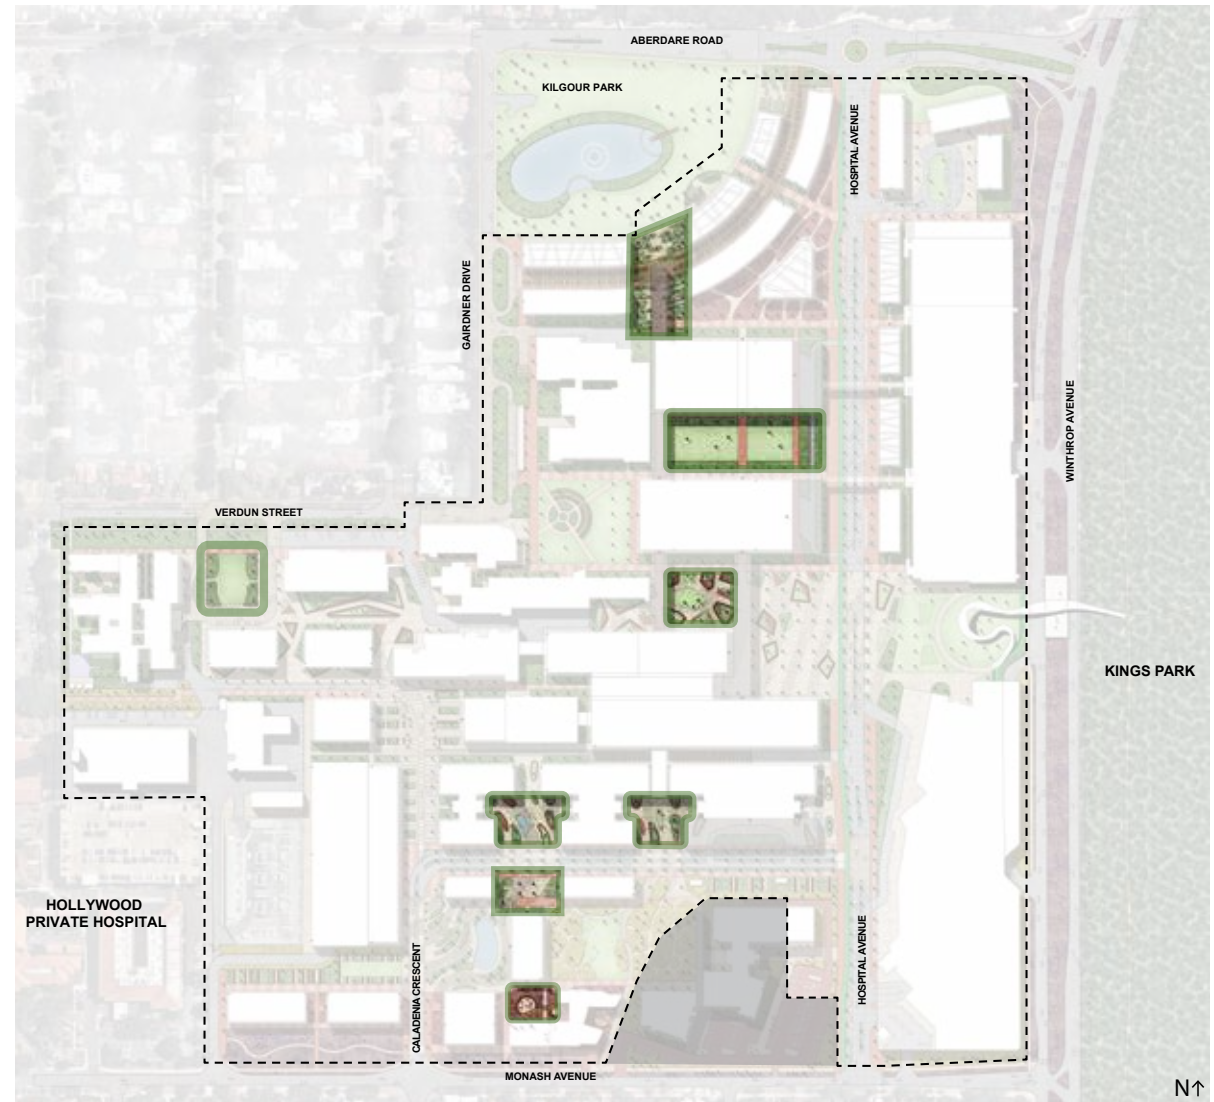 ABERDARE ROAD
KILGOUR PARK
HOSPITAL AVENUE
GAIRDNER DRIVE
WINTHROP AVENUE
VERDUN STREET
KINGS PARK
HOLLYWOOD
PRIVATE HOSPITAL
CALADENIA CRESCENT
HOSPITAL AVENUE
MONASH AVENUE
N↑